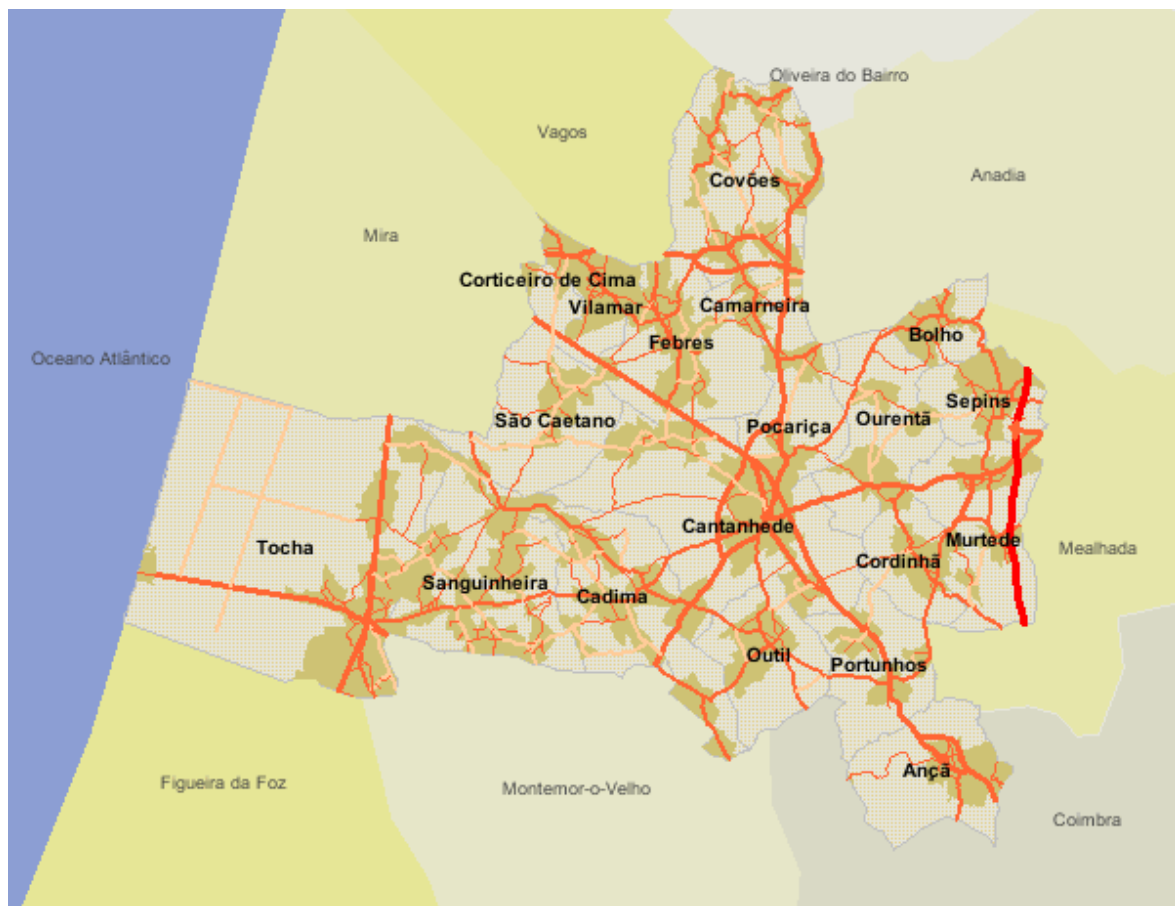 Oliveira do Bairro
Vagos
Anadia
Covões
Mira
Corticeiro de Cima
Vilamar
Camarneira
Febres
Bolho
Oceano Atlântico
Sepins
São Caetano
Pocariça
Ourentã
Cantanhede
Tocha
Murtede
Mealhada
Cordinhã
Sanguinheira
Cadima
Outil
Portunhos
Ançã
Figueira da Foz
Montemor-o-Velho
Coimbra